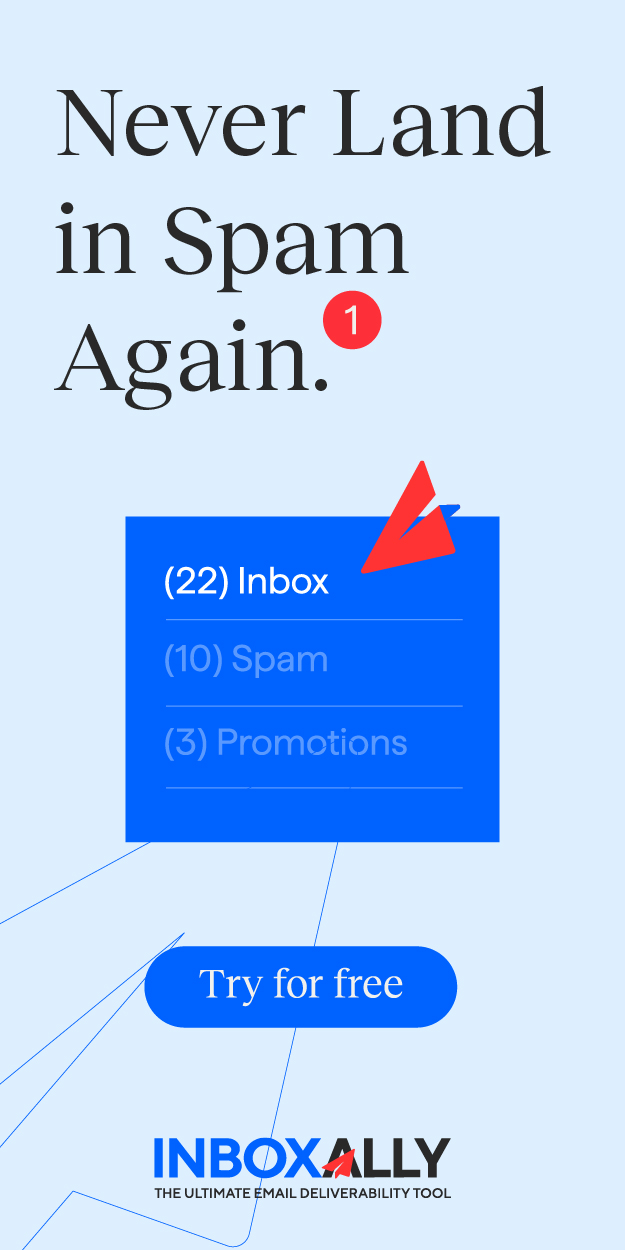 Never Land
in Spam
Again.
1
(22) Inbox
(10) Spam
(3) Promotions
Try for free
INBOXALLY
THE ULTIMATE EMAIL DELIVERABILITY TOOL